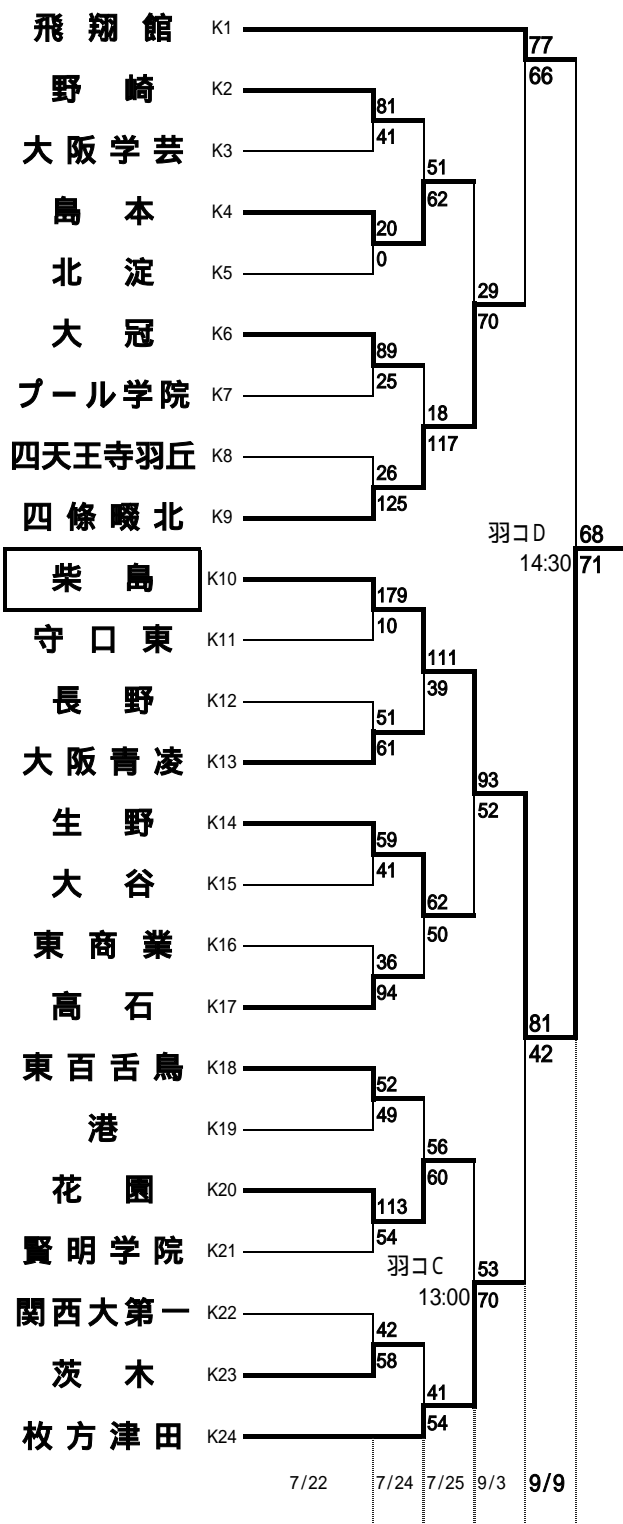 飛翔館 K1
77
66
野崎 K2
81
41
大阪学芸 K3
51
62
島本 K4
20
0
北淀 K5
29
70
大冠 K6
89
25
プール学院 K7
18
117
四天王寺羽丘 K8
26
125
四條畷北 K9
羽コD 68
14:30 71
柴島 K10
179
10
守口東 K11
111
39
長野 K12
51
61
大阪青凌 K13
93
52
生野 K14
59
41
大谷 K15
62
50
東商業 K16
36
94
高石 K17
81
42
東百舌鳥 K18
52
49
港 K19
56
60
花園 K20
113
54
賢明学院 K21
羽コC 53
13:00 70
関西大第一 K22
42
58
茨木 K23
41
54
枚方津田 K24
7/22 7/24 7/25 9/3 9/9